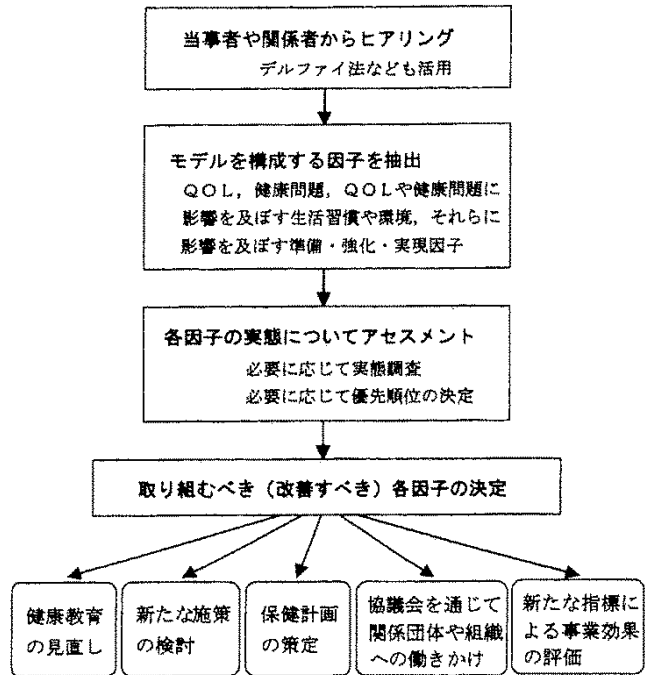 当事者や関係者からヒアリング
デルファイ法なども活用
モデルを構成する因子を抽出
ＱＯＬ，健康問題，ＱＯＬや健康問題に
影響を及ぼす生活習慣や環境，それらに
影響を及ぼす準備・強化・実現因子
各因子の実態についてアセスメント
必要に応じて実態調査
必要に応じて優先順位の決定
取り組むべき（改善すべき）各因子の決定
健康教育
の見直し
新たな施策
の検討
保健計画
の策定
協議会を通じて
関係団体や組織
への働きかけ
新たな指標に
よる事業効果
の評価